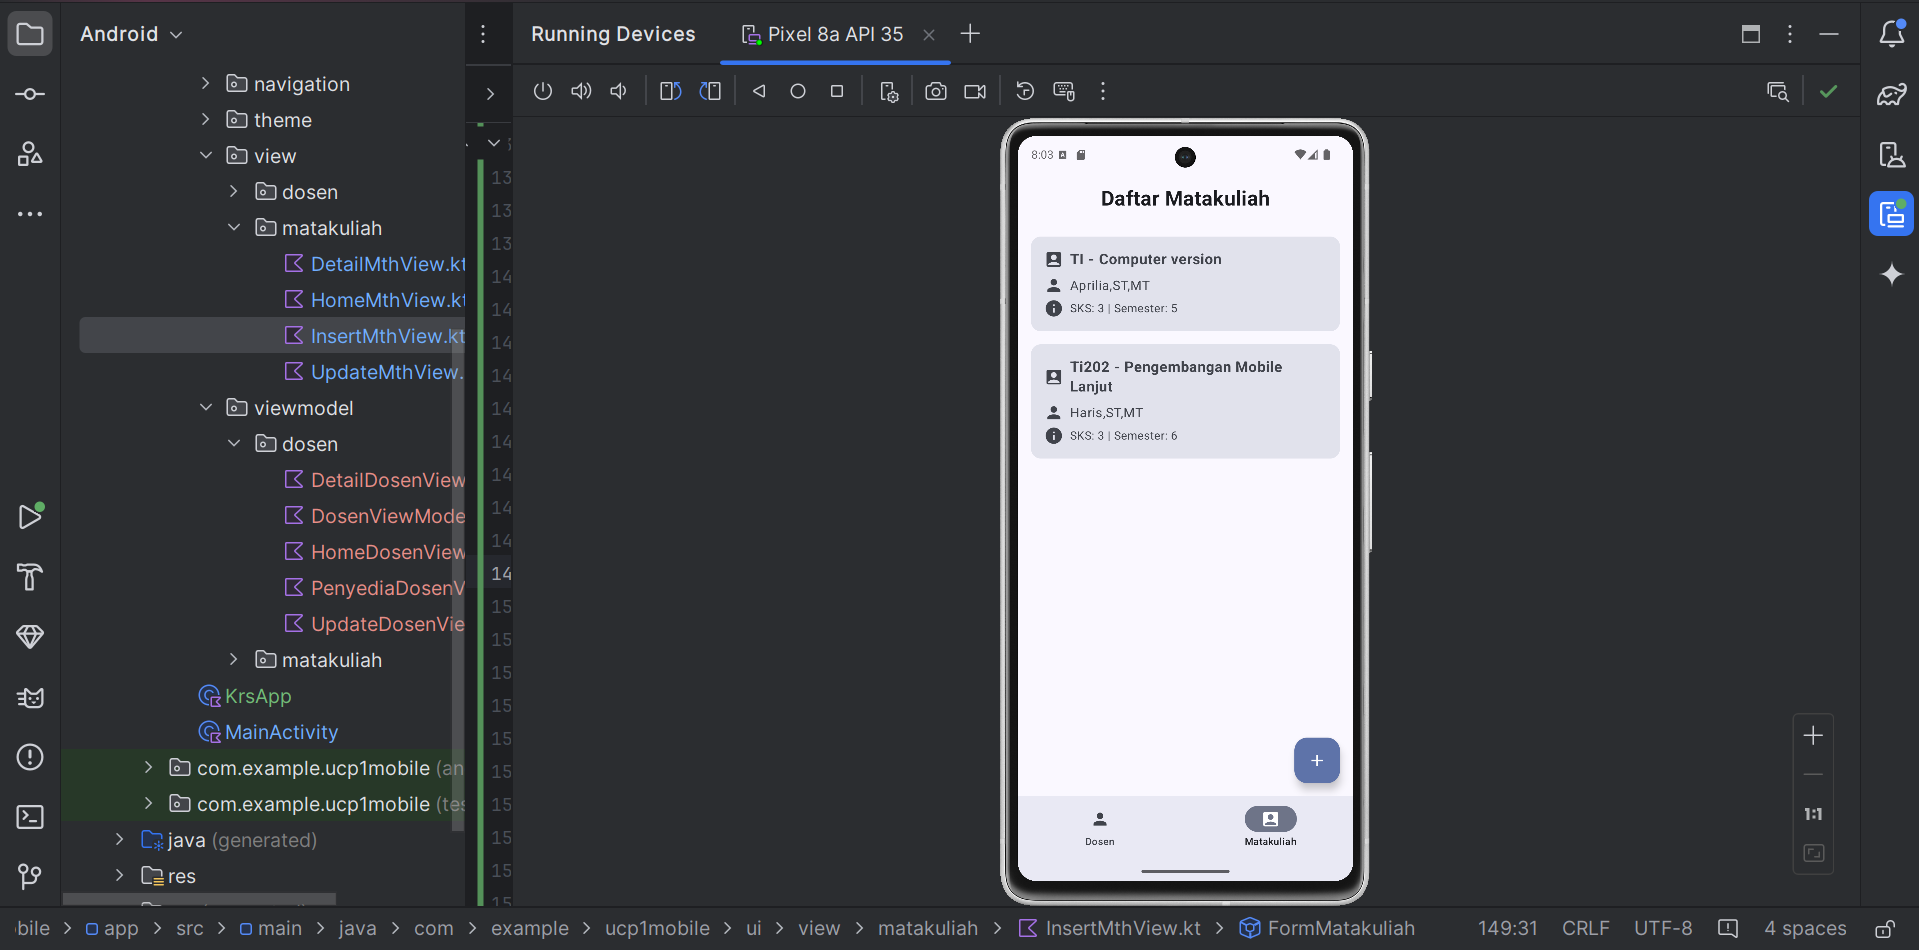 Android
Running Devices
Pixel 8a API 35
navigation
theme
view
dosen
matakuliah
DetailMthView.kt
HomeMthView.kt
InsertMthView.kt
UpdateMthView.
viewmodel
dosen
DetailDosenView
DosenViewMode
HomeDosenView
PenyediaDosenV
UpdateDosenVie
matakuliah
KrsApp
MainActivity
com.example.ucp1mobile (an
com.example.ucp1mobile (tes
java (generated)
res
13
13
13
14
14
14
14
14
14
14
14
14
14
15
15
15
15
15
15
15
15
15
15
8:03
Daftar Matakuliah
TI - Computer version
Aprilia,ST,MT
SKS: 3 | Semester: 5
Ti202 - Pengembangan Mobile
Lanjut
Haris,ST,MT
SKS: 3 | Semester: 6
+
Dosen
Matakuliah
1:1
bile > app > src > main > java > com > example > ucp1mobile > ui > view > matakuliah > InsertMthView.kt > FormMatakuliah
149:31 CRLF UTF-8 4 spaces